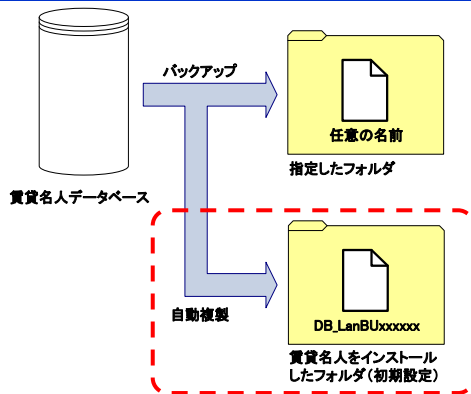 バックアップ
任意の名前
指定したフォルダ
賃貸名人データベース
自動複製
DB_LanBUxxxxxx
賃貸名人をインストール
したフォルダ(初期設定)